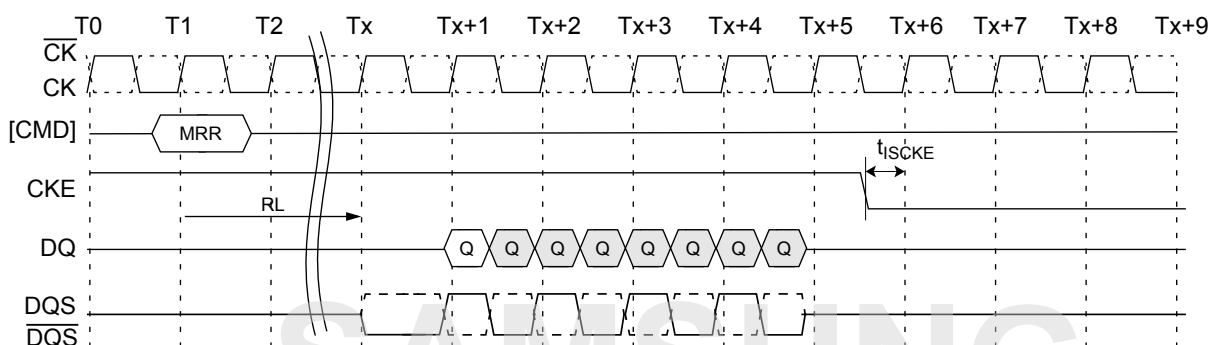 T0 T1 T2 Tx Tx+1 Tx+2 Tx+3 Tx+4 Tx+5 Tx+6 Tx+7 Tx+8 Tx+9
CK
CK
[CMD] MRR
tISCKE
CKE
RL
DQ Q Q Q Q Q Q Q Q
DQS
DQS
SAMSUNG